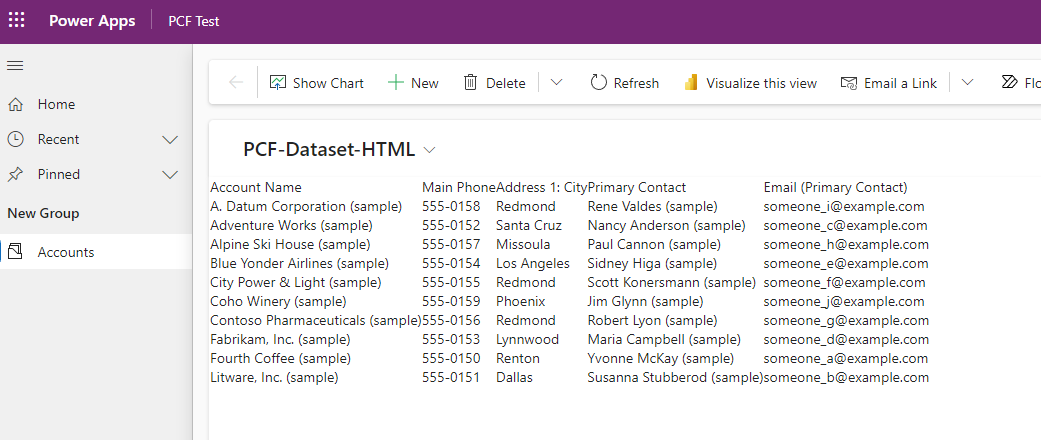 Power Apps PCF Test
Show Chart New Delete Refresh Visualize this view Email a Link Flo
Home
Recent
Pinned
New Group
Accounts
PCF-Dataset-HTML
Account Name Main Phone Address 1: City Primary Contact Email (Primary Contact)
A. Datum Corporation (sample) 555-0158 Redmond Rene Valdes (sample) someone_i@example.com
Adventure Works (sample) 555-0152 Santa Cruz Nancy Anderson (sample) someone_c@example.com
Alpine Ski House (sample) 555-0157 Missoula Paul Cannon (sample) someone_h@example.com
Blue Yonder Airlines (sample) 555-0154 Los Angeles Sidney Higa (sample) someone_e@example.com
City Power & Light (sample) 555-0155 Redmond Scott Konersmann (sample) someone_f@example.com
Coho Winery (sample) 555-0159 Phoenix Jim Glynn (sample) someone_j@example.com
Contoso Pharmaceuticals (sample) 555-0156 Redmond Robert Lyon (sample) someone_g@example.com
Fabrikam, Inc. (sample) 555-0153 Lynnwood Maria Campbell (sample) someone_d@example.com
Fourth Coffee (sample) 555-0150 Renton Yvonne McKay (sample) someone_a@example.com
Litware, Inc. (sample) 555-0151 Dallas Susanna Stubberod (sample) someone_b@example.com